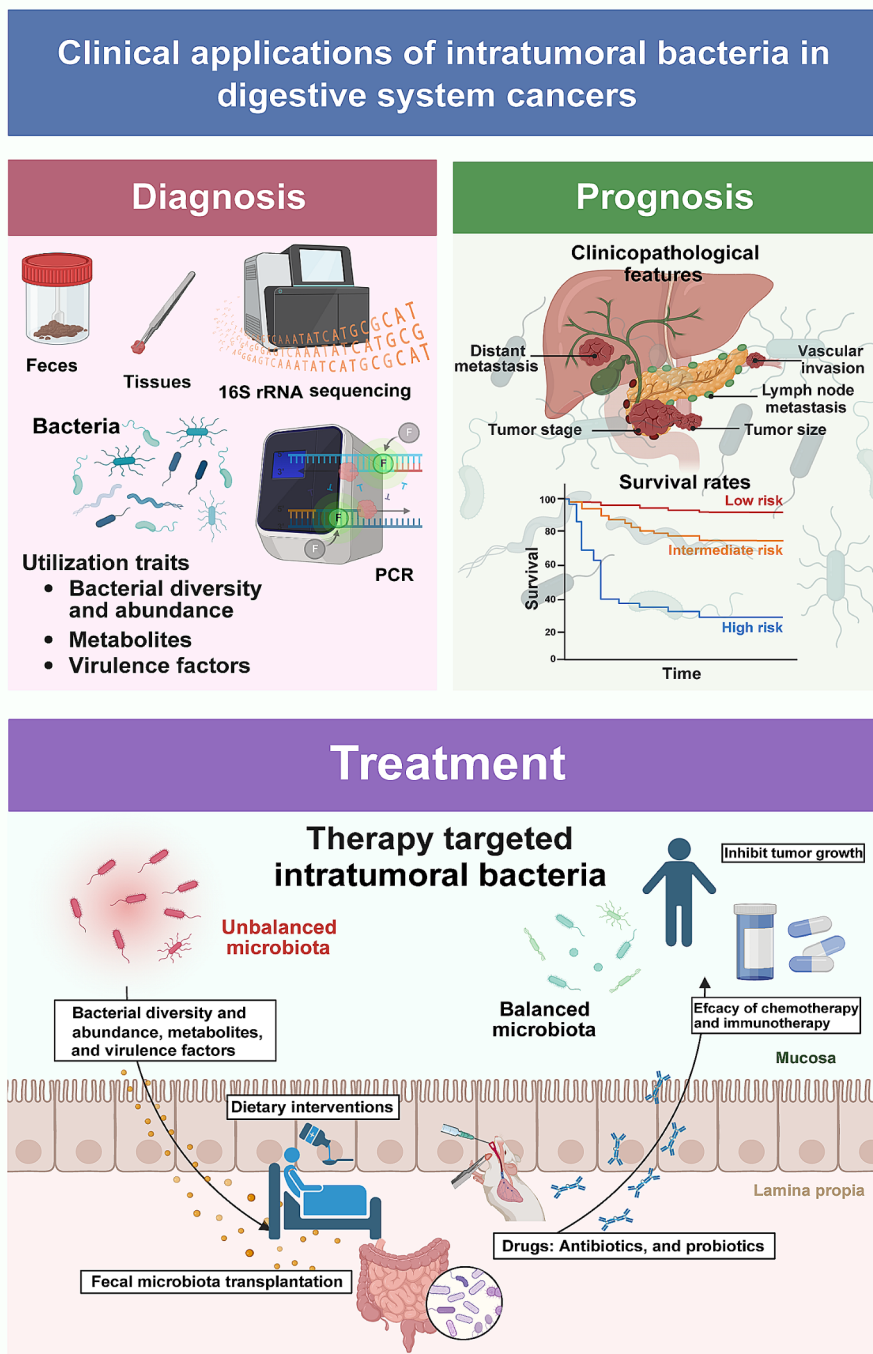 Clinical applications of intratumoral bacteria in
digestive system cancers
Diagnosis
Feces
Tissues
16S rRNA sequencing
Bacteria
F
F
F
F
PCR
Utilization traits
• Bacterial diversity
and abundance
• Metabolites
• Virulence factors
Prognosis
Clinicopathological
features
Distant
metastasis
Vascular
invasion
Lymph node
metastasis
Tumor stage
Tumor size
Survival rates
100
80
60
40
20
0
Survival
Low risk
Intermediate risk
High risk
Time
Treatment
Therapy targeted
intratumoral bacteria
Inhibit tumor growth
Unbalanced
microbiota
Balanced
microbiota
Bacterial diversity and
abundance, metabolites,
and virulence factors
Efcacy of chemotherapy
and immunotherapy
Mucosa
Dietary interventions
Lamina propia
Drugs: Antibiotics, and probiotics
Fecal microbiota transplantation